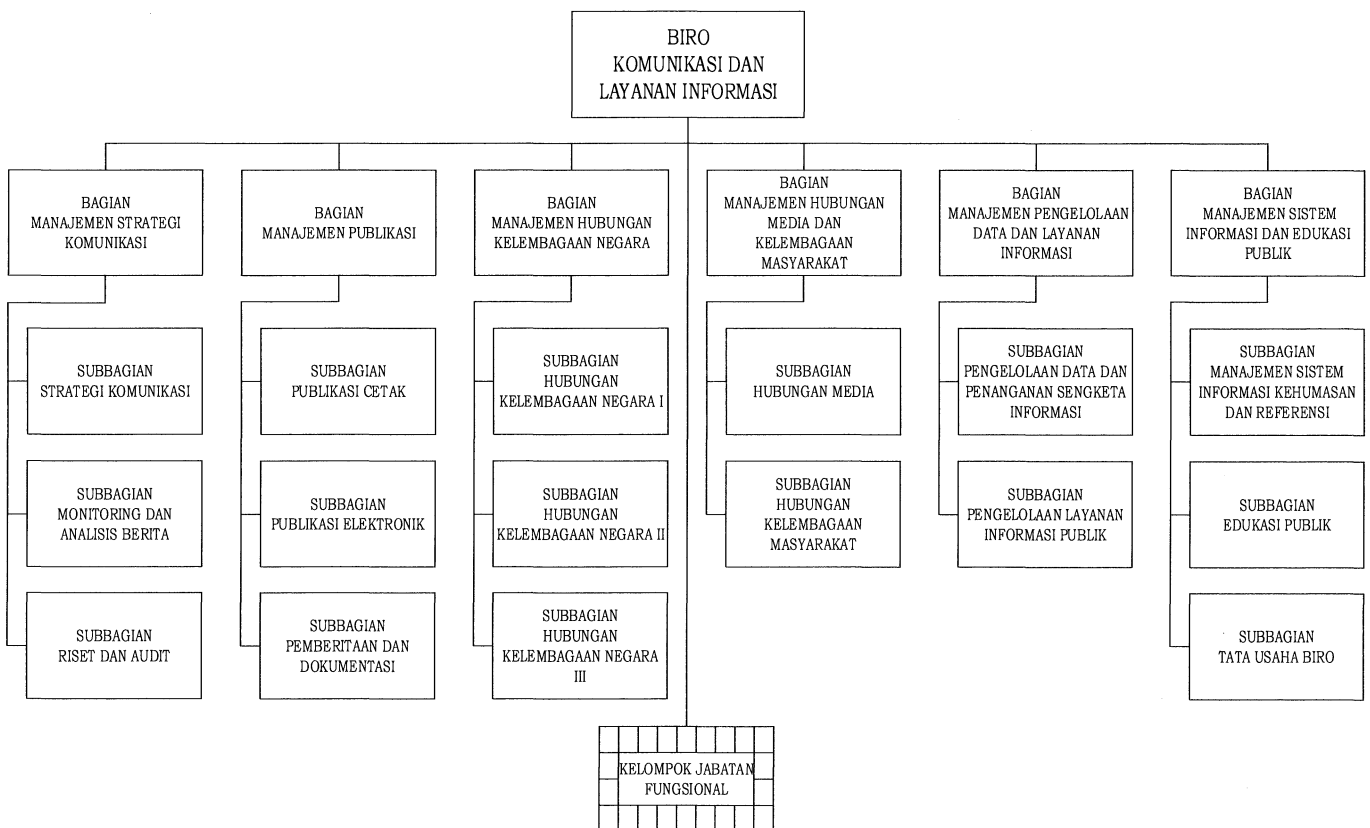 BIRO
KOMUNIKASI DAN
LAYANAN INFORMASI
BAGIAN
MANAJEMEN STRATEGI
KOMUNIKASI
BAGIAN
MANAJEMEN PUBLIKASI
BAGIAN
MANAJEMEN HUBUNGAN
KELEMBAGAAN NEGARA
BAGIAN
MANAJEMEN HUBUNGAN
MEDIA DAN
KELEMBAGAAN
MASYARAKAT
BAGIAN
MANAJEMEN PENGELOLAAN
DATA DAN LAYANAN
INFORMASI
BAGIAN
MANAJEMEN SISTEM
INFORMASI DAN EDUKASI
PUBLIK
SUBBAGIAN
STRATEGI KOMUNIKASI
SUBBAGIAN
PUBLIKASI CETAK
SUBBAGIAN
HUBUNGAN
KELEMBAGAAN NEGARA I
SUBBAGIAN
HUBUNGAN MEDIA
SUBBAGIAN
PENGELOLAAN DATA DAN
PENANGANAN SENGKETA
INFORMASI
SUBBAGIAN
MANAJEMEN SISTEM
INFORMASI KEHUMASAN
DAN REFERENSI
SUBBAGIAN
MONITORING DAN
ANALISIS BERITA
SUBBAGIAN
PUBLIKASI ELEKTRONIK
SUBBAGIAN
HUBUNGAN
KELEMBAGAAN NEGARA II
SUBBAGIAN
HUBUNGAN
KELEMBAGAAN
MASYARAKAT
SUBBAGIAN
PENGELOLAAN LAYANAN
INFORMASI PUBLIK
SUBBAGIAN
EDUKASI PUBLIK
SUBBAGIAN
RISET DAN AUDIT
SUBBAGIAN
PEMBERITAAN DAN
DOKUMENTASI
SUBBAGIAN
HUBUNGAN
KELEMBAGAAN NEGARA
III
SUBBAGIAN
TATA USAHA BIRO
KELOMPOK JABATAN
FUNGSIONAL